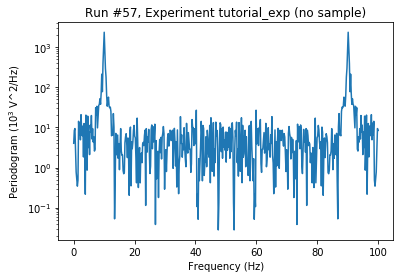 Run #57, Experiment tutorial_exp (no sample)
Periodogram (10³ V^2/Hz)
10³
10²
10¹
10⁰
10⁻¹
0 20 40 60 80 100
Frequency (Hz)